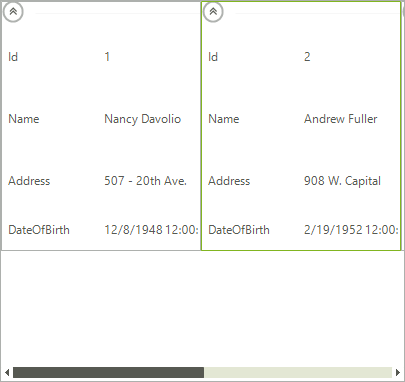 Id 1
Name Nancy Davolio
Address 507 - 20th Ave.
DateOfBirth 12/8/1948 12:00:
Id 2
Name Andrew Fuller
Address 908 W. Capital
DateOfBirth 2/19/1952 12:00: